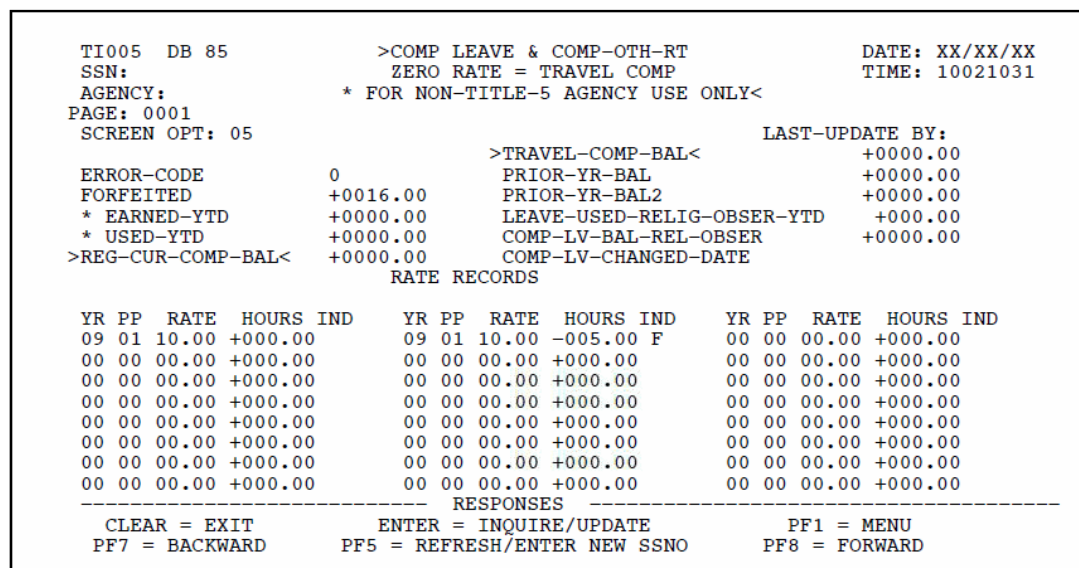 TI005 DB 85 >COMP LEAVE & COMP-OTH-RT DATE: XX/XX/XX
SSN: ZERO RATE = TRAVEL COMP TIME: 10021031
AGENCY: * FOR NON-TITLE-5 AGENCY USE ONLY<
PAGE: 0001
SCREEN OPT: 05 LAST-UPDATE BY:
>TRAVEL-COMP-BAL< +0000.00
ERROR-CODE 0 PRIOR-YR-BAL +0000.00
FORFEITED +0016.00 PRIOR-YR-BAL2 +0000.00
* EARNED-YTD +0000.00 LEAVE-USED-RELIG-OBSER-YTD +000.00
* USED-YTD +0000.00 COMP-LV-BAL-REL-OBSER +0000.00
>REG-CUR-COMP-BAL< +0000.00 COMP-LV-CHANGED-DATE
RATE RECORDS
YR PP RATE HOURS IND YR PP RATE HOURS IND YR PP RATE HOURS IND
09 01 10.00 +000.00 09 01 10.00 -005.00 F 00 00 00.00 +000.00
00 00 00.00 +000.00 00 00 00.00 +000.00 00 00 00.00 +000.00
00 00 00.00 +000.00 00 00 00.00 +000.00 00 00 00.00 +000.00
00 00 00.00 +000.00 00 00 00.00 +000.00 00 00 00.00 +000.00
00 00 00.00 +000.00 00 00 00.00 +000.00 00 00 00.00 +000.00
00 00 00.00 +000.00 00 00 00.00 +000.00 00 00 00.00 +000.00
00 00 00.00 +000.00 00 00 00.00 +000.00 00 00 00.00 +000.00
00 00 00.00 +000.00 00 00 00.00 +000.00 00 00 00.00 +000.00
---------------------------- RESPONSES --------------------------------------
CLEAR = EXIT ENTER = INQUIRE/UPDATE PF1 = MENU
PF7 = BACKWARD PF5 = REFRESH/ENTER NEW SSNO PF8 = FORWARD